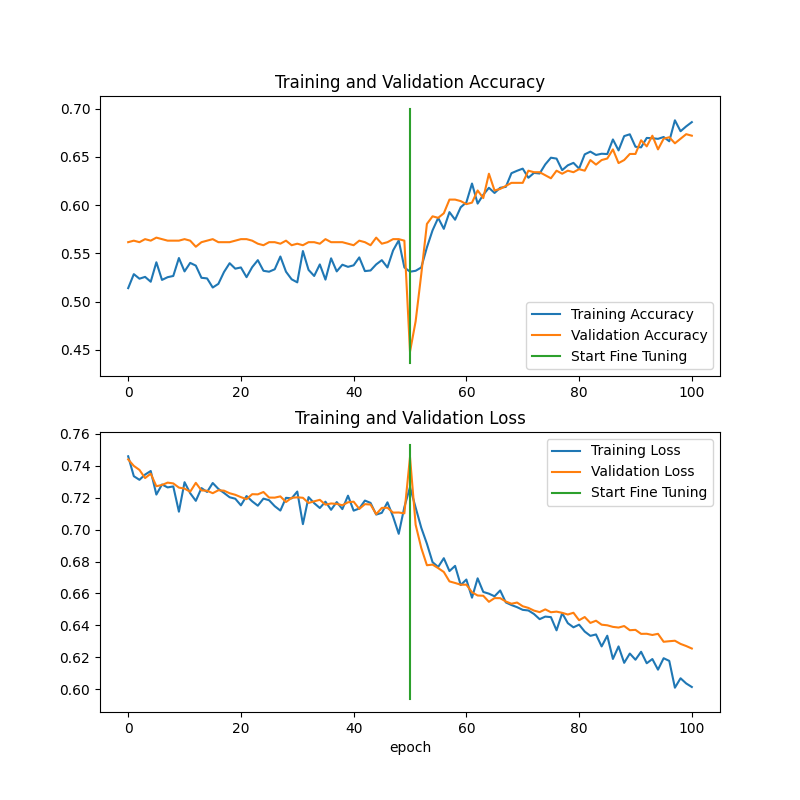 Training and Validation Accuracy
0.70
0.65
0.60
0.55
0.50
0.45
Training Accuracy
Validation Accuracy
Start Fine Tuning
0 20 40 60 80 100
Training and Validation Loss
0.76
0.74
0.72
0.70
0.68
0.66
0.64
0.62
0.60
Training Loss
Validation Loss
Start Fine Tuning
0 20 40 60 80 100
epoch